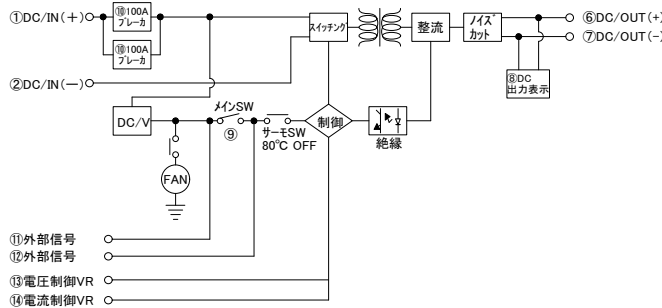 ①DC/IN(+)
⑩100A
ブレーカ
⑩100A
ブレーカ
スイッチング
整流
ノイズ
カット
⑥DC/OUT(+)
⑦DC/OUT(-)
⑧DC
出力表示
②DC/IN(-)
DC/V
メインSW
⑨
サーモSW
80℃ OFF
制御
絶縁
FAN
⑪外部信号
⑫外部信号
⑬電圧制御VR
⑭電流制御VR